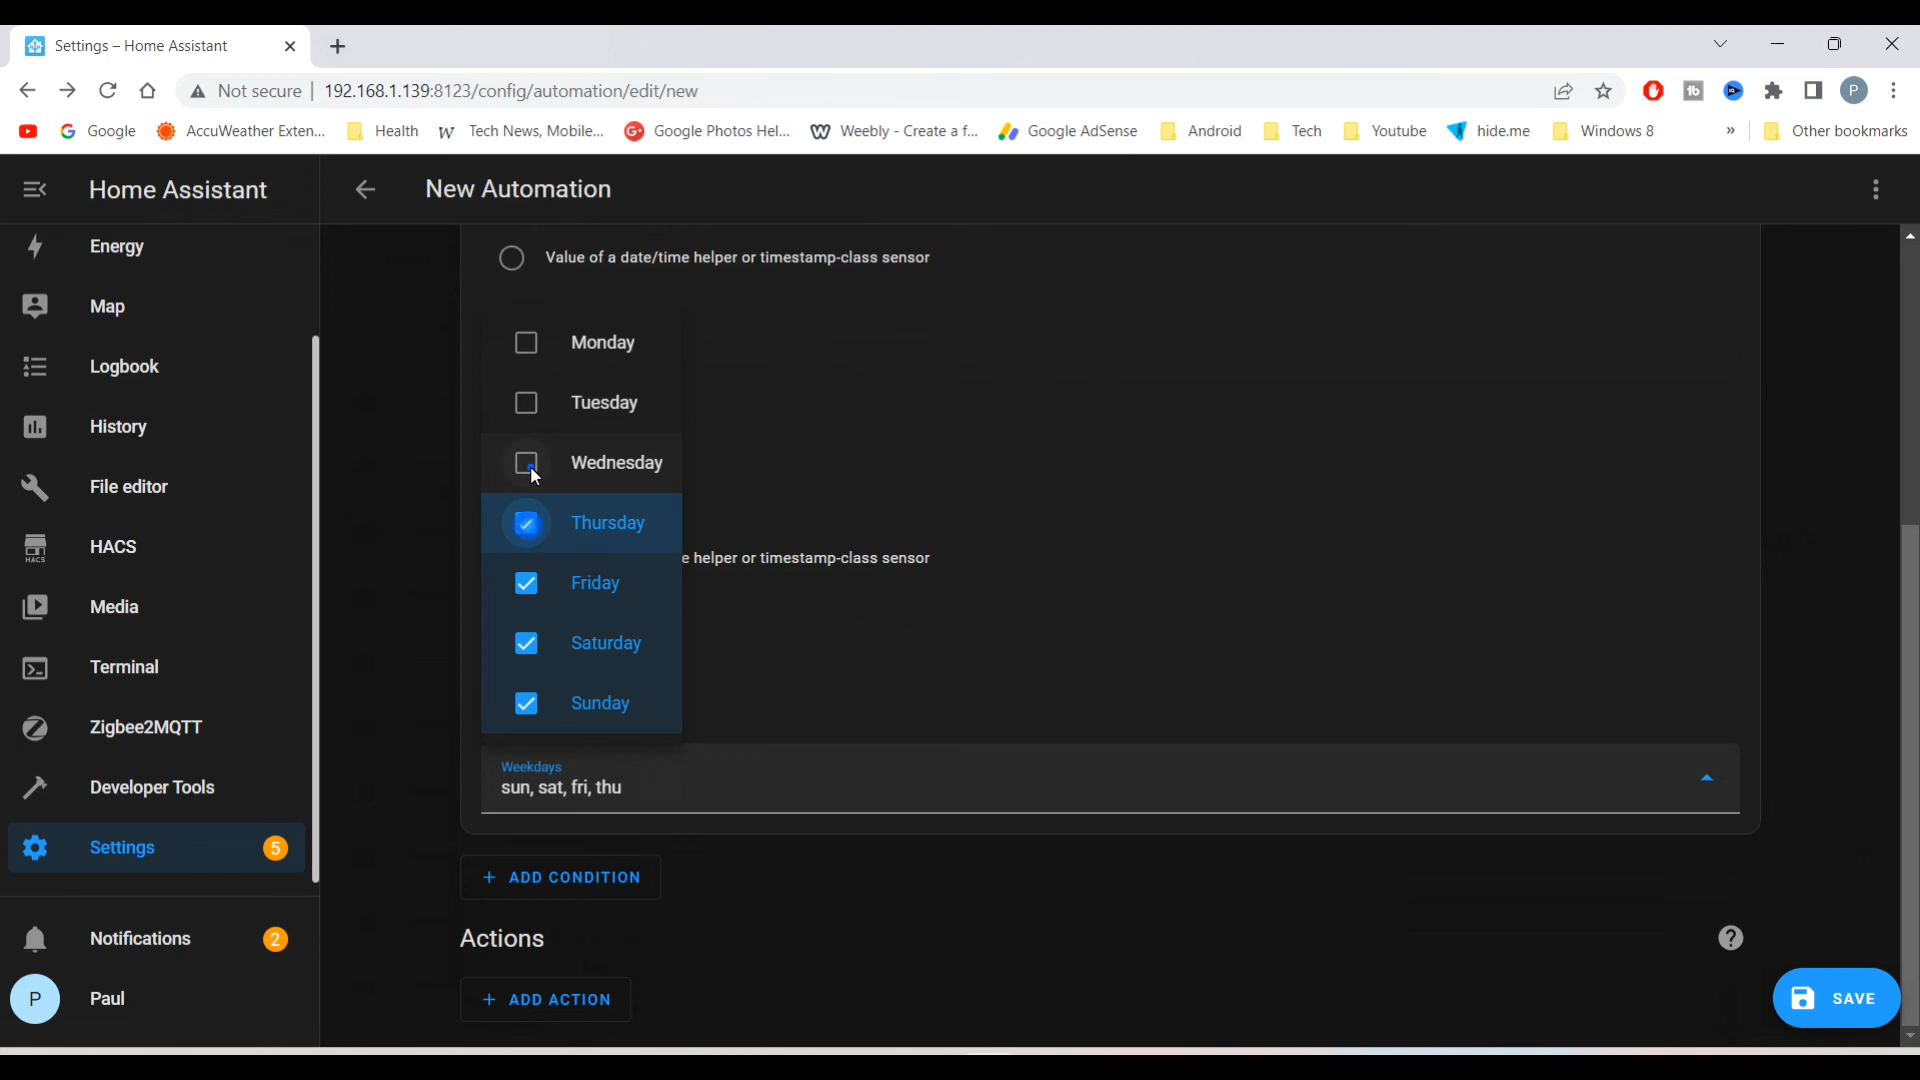 Settings – Home Assistant
Not secure
192.168.1.139:8123/config/automation/edit/new
P
Google
AccuWeather Exten...
Health
Tech News, Mobile...
Google Photos Hel...
Weebly - Create a f...
Google AdSense
Android
Tech
Youtube
hide.me
Windows 8
»
Other bookmarks
Home Assistant
New Automation
Energy
Map
Logbook
History
File editor
HACS
HACS
Media
Terminal
Zigbee2MQTT
Developer Tools
Settings
5
Notifications
2
P
Paul
Value of a date/time helper or timestamp-class sensor
Monday
Tuesday
Wednesday
Thursday
e helper or timestamp-class sensor
Friday
Saturday
Sunday
Weekdays
sun, sat, fri, thu
+ ADD CONDITION
Actions
?
+ ADD ACTION
SAVE